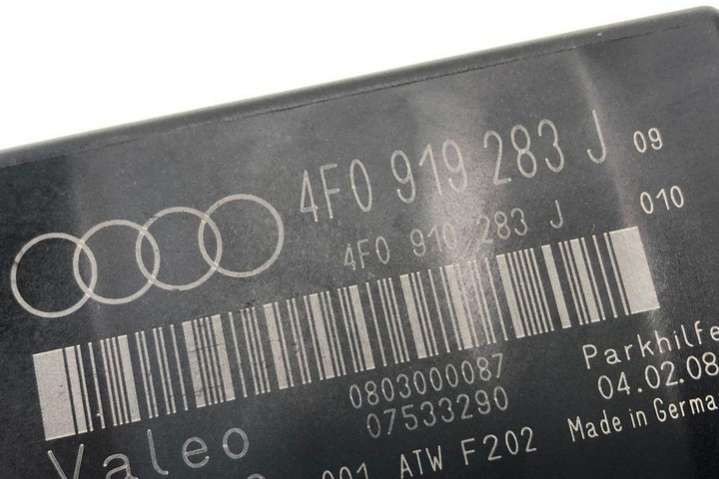 4F0 919 283 J 09
4F0 910 283 J 010
0803000087
07533290
Parkhilfe
04.02.08
Made in Germa
Valeo
001 ATW F202